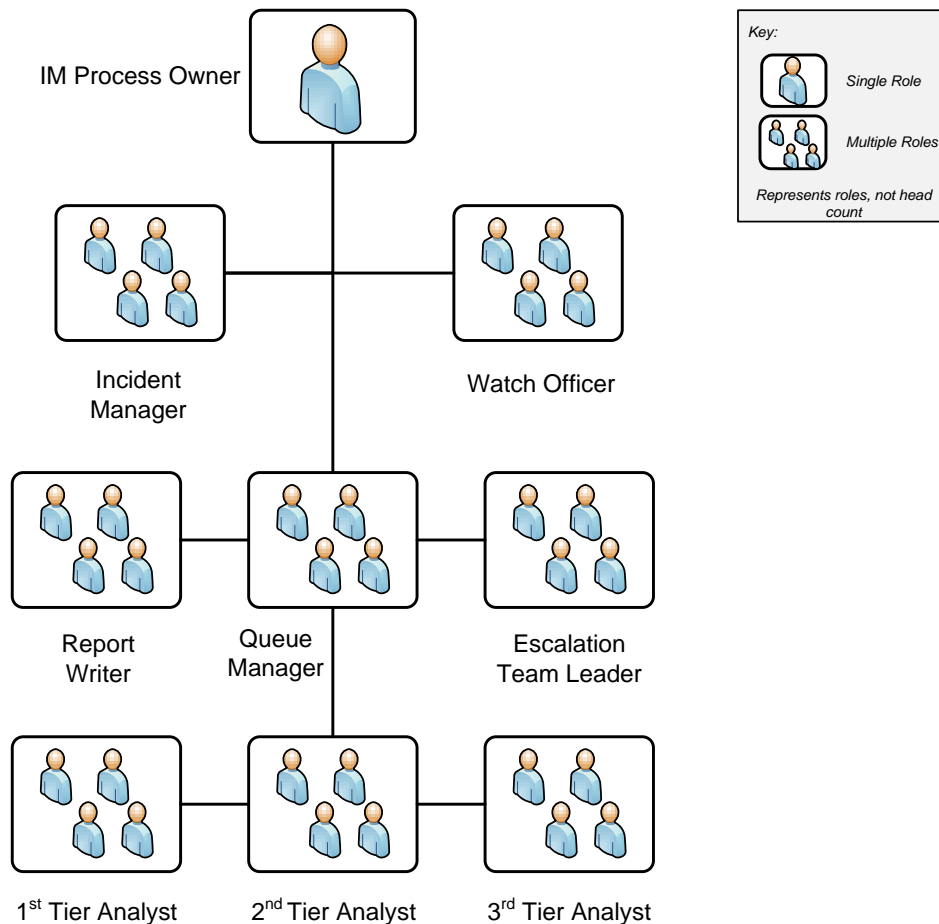 IM Process Owner
Key:
Single Role
Multiple Roles
Represents roles, not head
count
Incident
Manager
Watch Officer
Report
Writer
Queue
Manager
Escalation
Team Leader
1st Tier Analyst
2nd Tier Analyst
3rd Tier Analyst